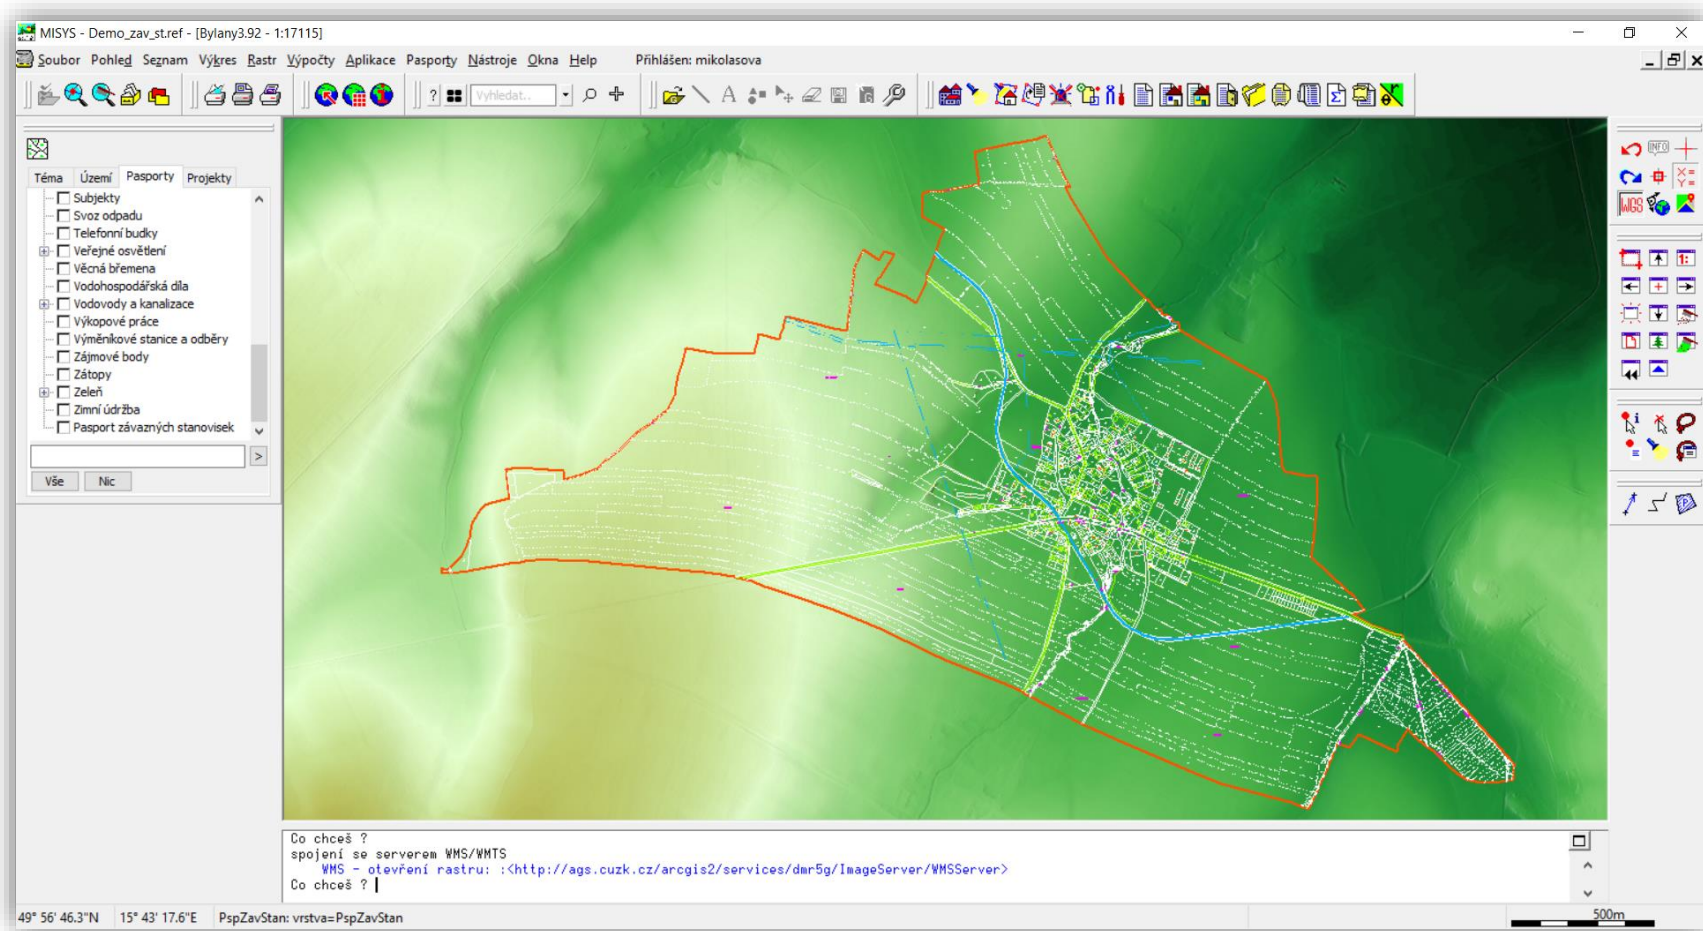 MISYS - Demo_zav_st.ref - [Bylany3.92 - 1:17115]
Soubor Pohled Seznam Výkres Rastr Výpočty Aplikace Pasporty Nástroje Okna Help Přihlášen: mikolasova
? Vyhledat..
Téma Území Pasporty Projekty
Subjekty
Svoz odpadu
Telefonní budky
Veřejné osvětlení
Věcná břemena
Vodohospodářská díla
Vodovody a kanalizace
Výkopové práce
Výměníkové stanice a odběry
Zájmové body
Zátopy
Zeleň
Zimní údržba
Pasport závazných stanovisek
>
Vše Nic
INFO
X=
Y=
WGS
1:
Co chceš ?
spojení se serverem WMS/WMTS
WMS - otevření rastru: :<http://ags.cuzk.cz/arcgis2/services/dmr5g/ImageServer/WMSServer>
Co chceš ?
49° 56' 46.3"N 15° 43' 17.6"E PspZavStan: vrstva=PspZavStan
500m